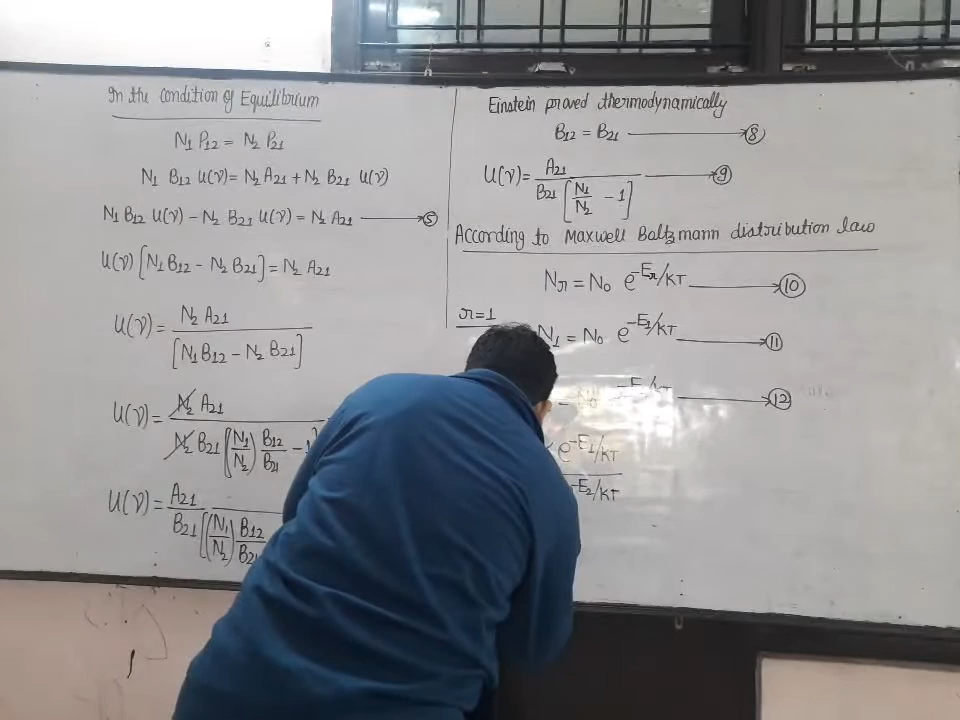 In the condition of Equilibrium
N₁ P₁₂ = N₂ P₂₁
N₁ B₁₂ u(ν) = N₂ A₂₁ + N₂ B₂₁ u(ν)
N₁ B₁₂ u(ν) − N₂ B₂₁ u(ν) = N₂ A₂₁ → ⑤
u(ν) [N₁ B₁₂ − N₂ B₂₁] = N₂ A₂₁
u(ν) = N₂ A₂₁ / [N₁ B₁₂ − N₂ B₂₁]
u(ν) = N₂ A₂₁ / N₂ B₂₁ [(N₁/N₂) B₁₂/B₂₁ − 1]
u(ν) = A₂₁ / B₂₁ [(N₁/N₂) B₁₂/B₂₁
Einstein proved thermodynamically
B₁₂ = B₂₁ → ⑧
u(ν) = A₂₁ / B₂₁ [N₁/N₂ − 1] → ⑨
According to Maxwell Baltzmann distribution law
Nr = N₀ e^−Er/KT → ⑩
r=1
N₁ = N₀ e^−E₁/KT → ⑪
→ ⑫
e^−E₁/KT
−E₂/KT